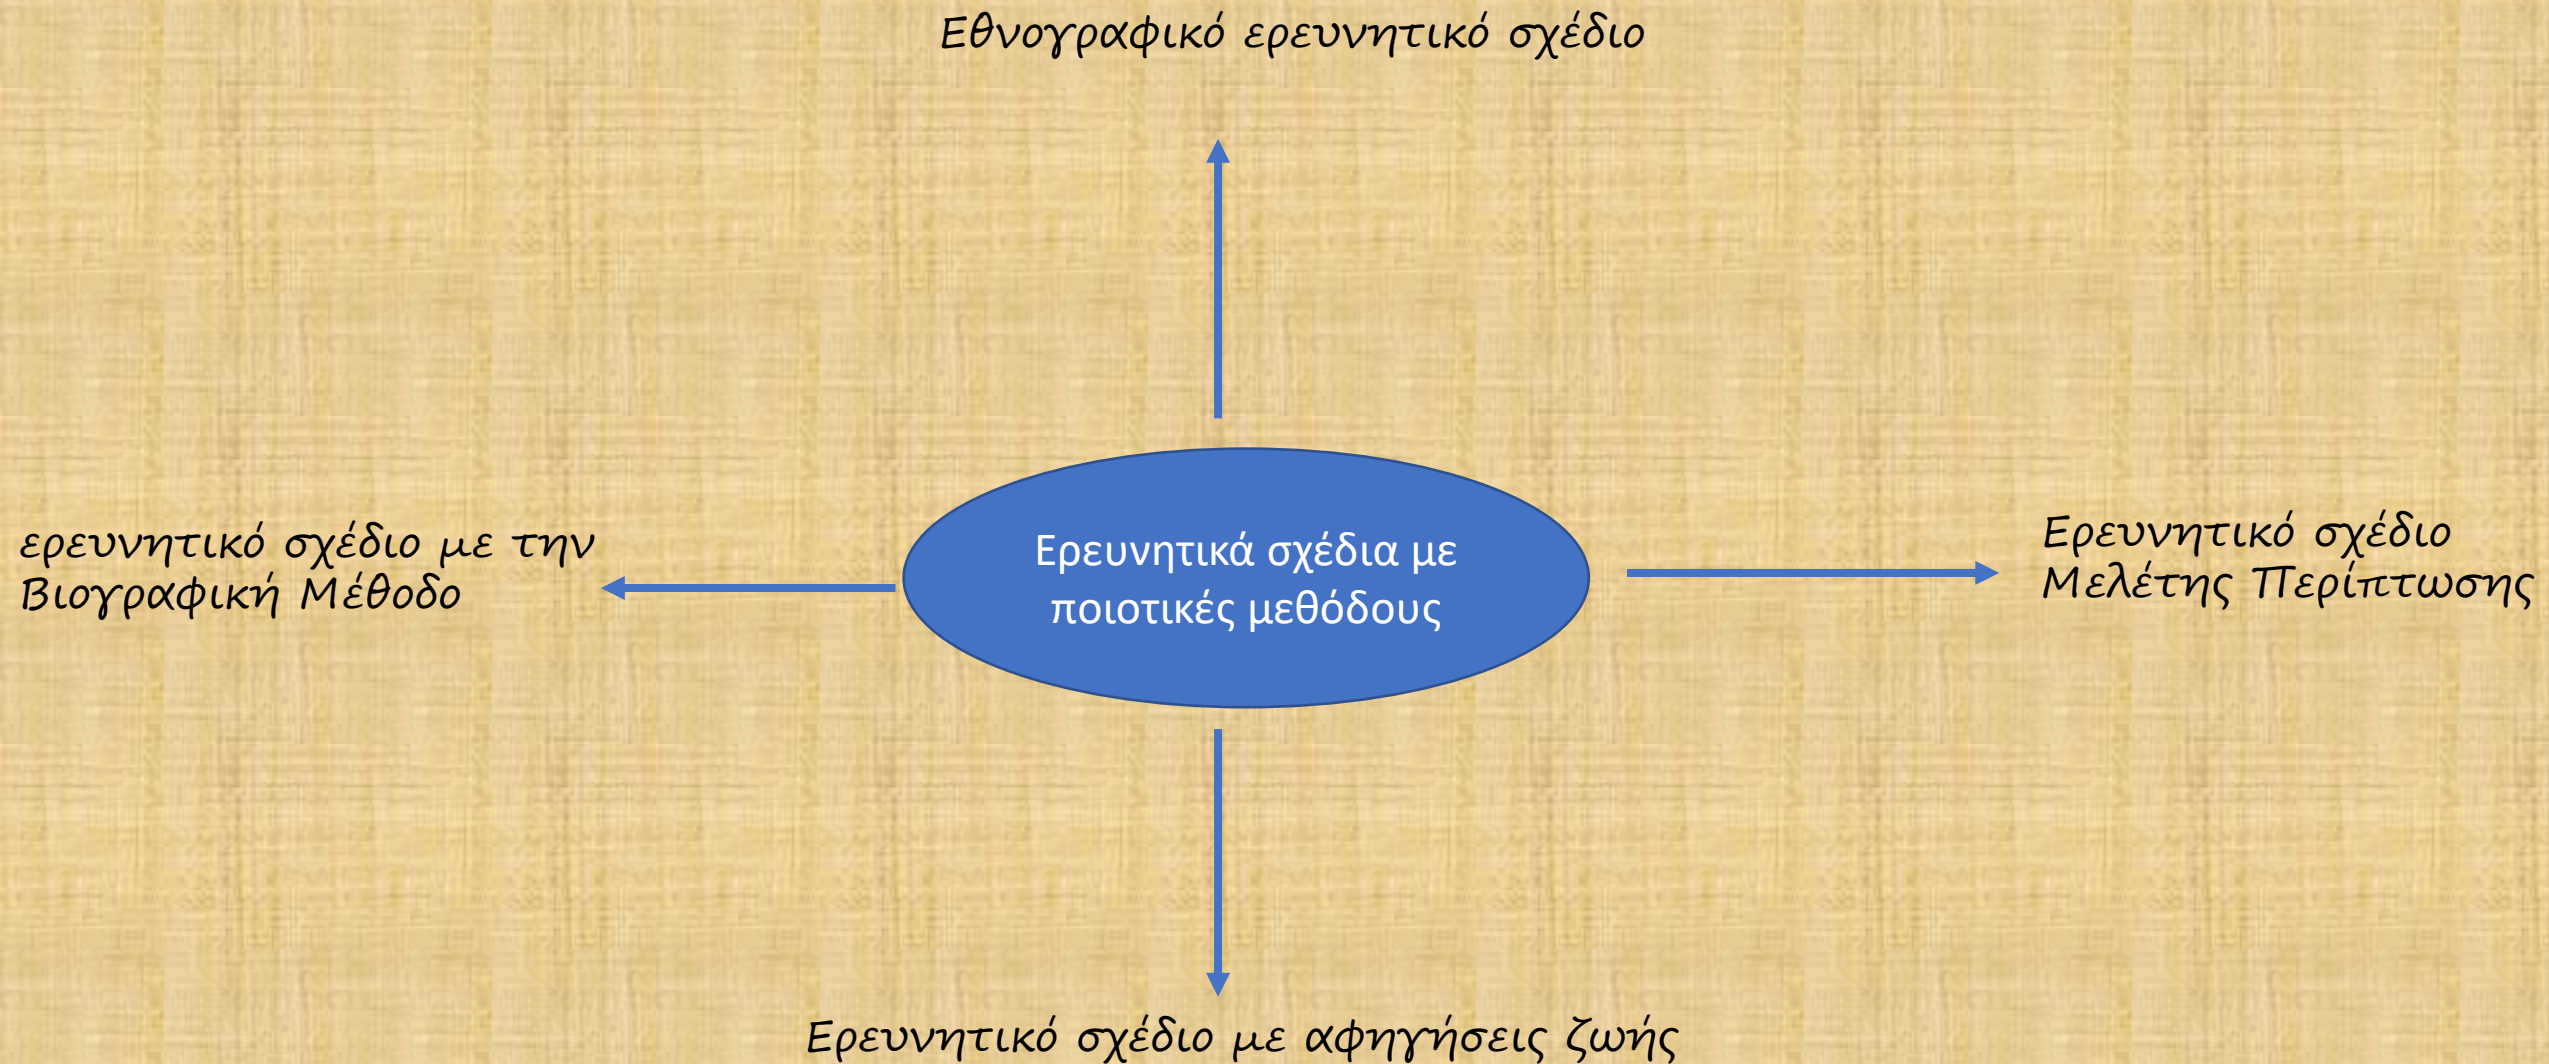 Εθνογραφικό ερευνητικό σχέδιο
ερευνητικό σχέδιο με την
Βιογραφική Μέθοδο
Ερευνητικά σχέδια με
ποιοτικές μεθόδους
Ερευνητικό σχέδιο
Μελέτης Περίπτωσης
Ερευνητικό σχέδιο με αφηγήσεις ζωής